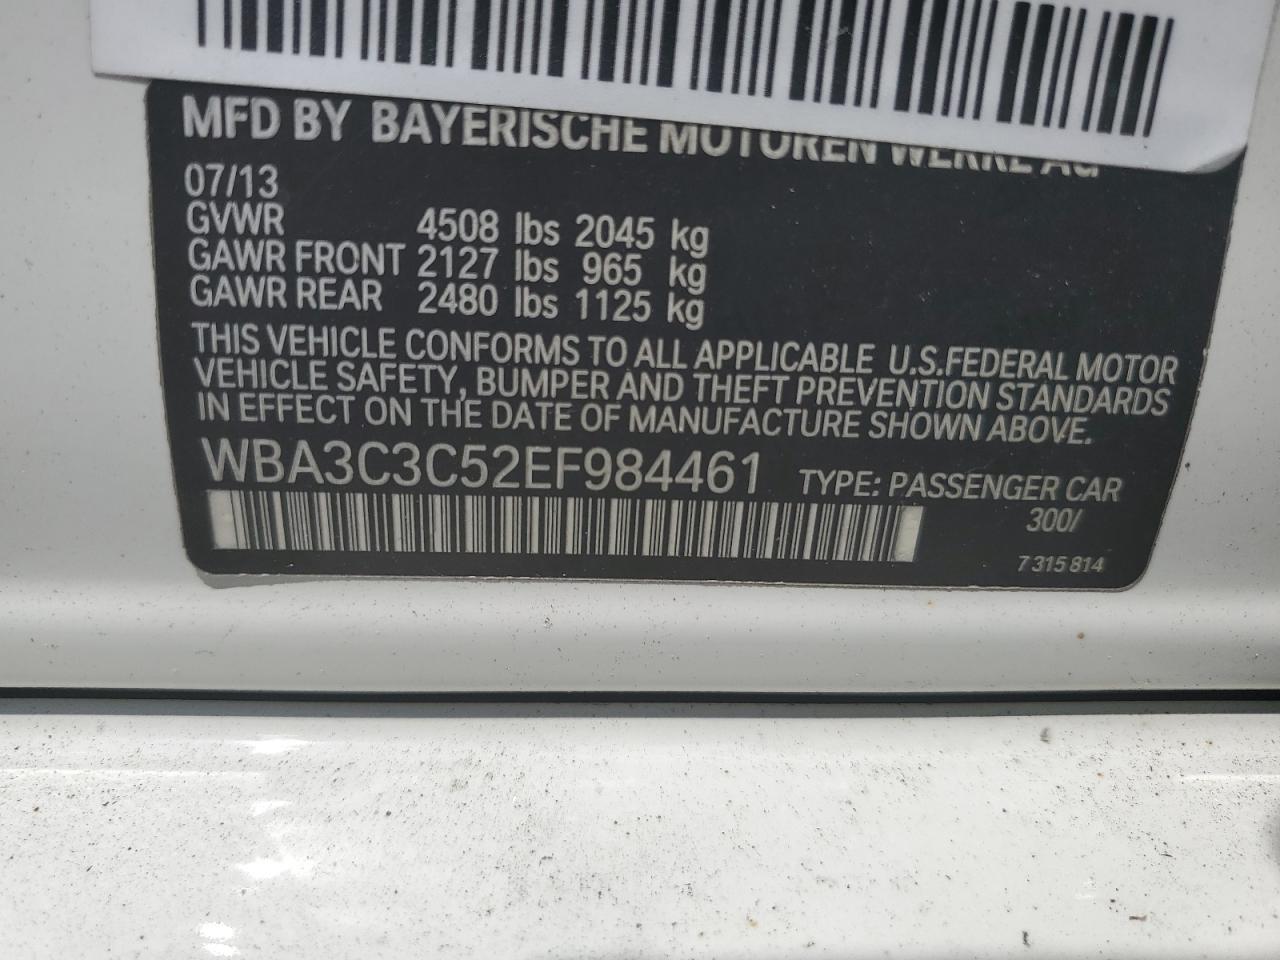 MFD BY BAYERISCHE MOTOREN WERKE AG
07/13
GVWR 4508 lbs 2045 kg
GAWR FRONT 2127 lbs 965 kg
GAWR REAR 2480 lbs 1125 kg
THIS VEHICLE CONFORMS TO ALL APPLICABLE U.S.FEDERAL MOTOR
VEHICLE SAFETY, BUMPER AND THEFT PREVENTION STANDARDS
IN EFFECT ON THE DATE OF MANUFACTURE SHOWN ABOVE.
WBA3C3C52EF984461 TYPE: PASSENGER CAR
300/
7 315 814